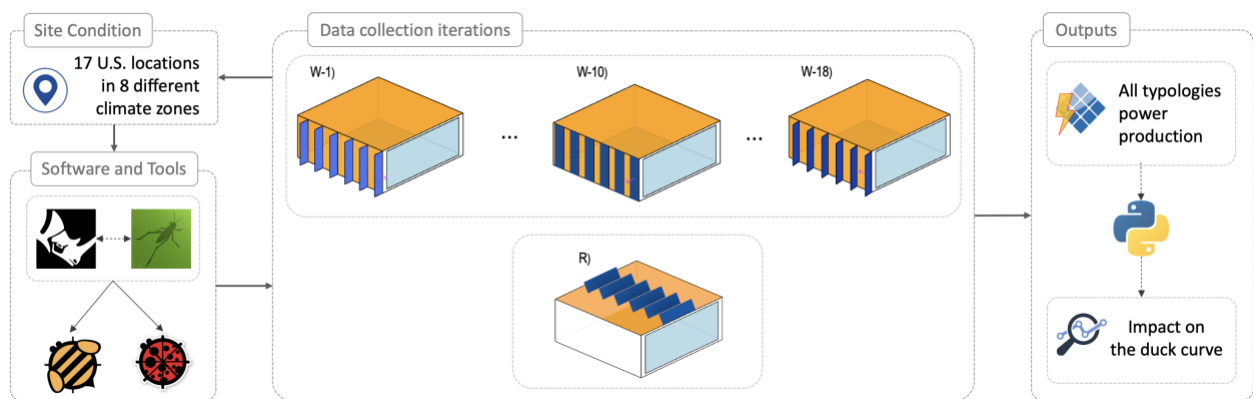 Site Condition
17 U.S. locations
in 8 different
climate zones
Software and Tools
Data collection iterations
W-1)
...
W-10)
...
W-18)
R)
Outputs
All typologies
power
production
Impact on
the duck curve